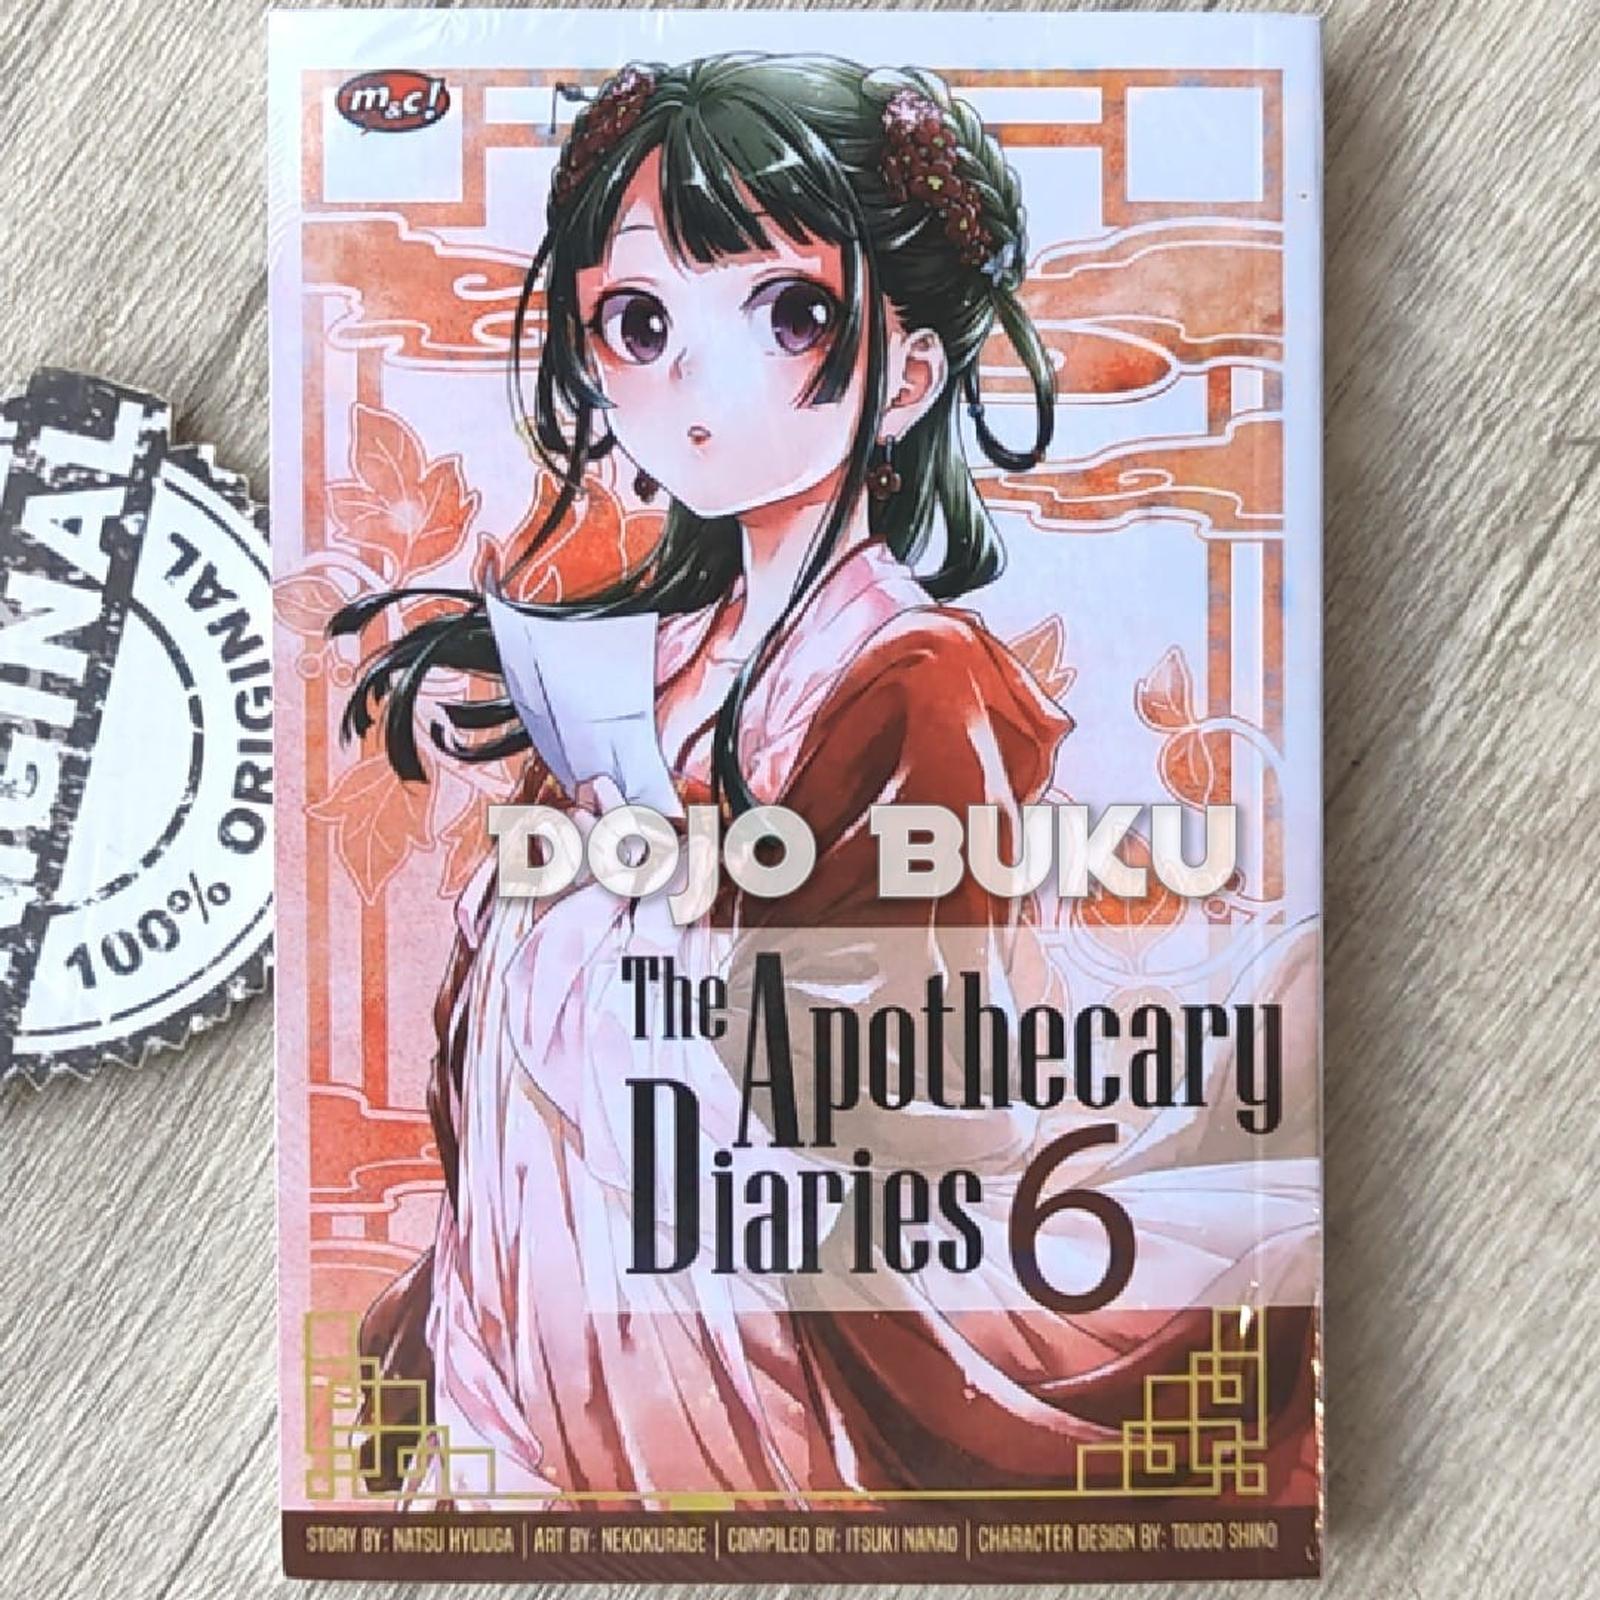 m&c!
ORIGINAL
ORIGINAL
100%
DOJO BUKU
The Apothecary
Diaries 6
STORY BY: NATSU HYUUGA | ART BY: NEKOKURAGE | COMPILED BY: ITSUKI NANAO | CHARACTER DESIGN BY: TOUCO SHINO